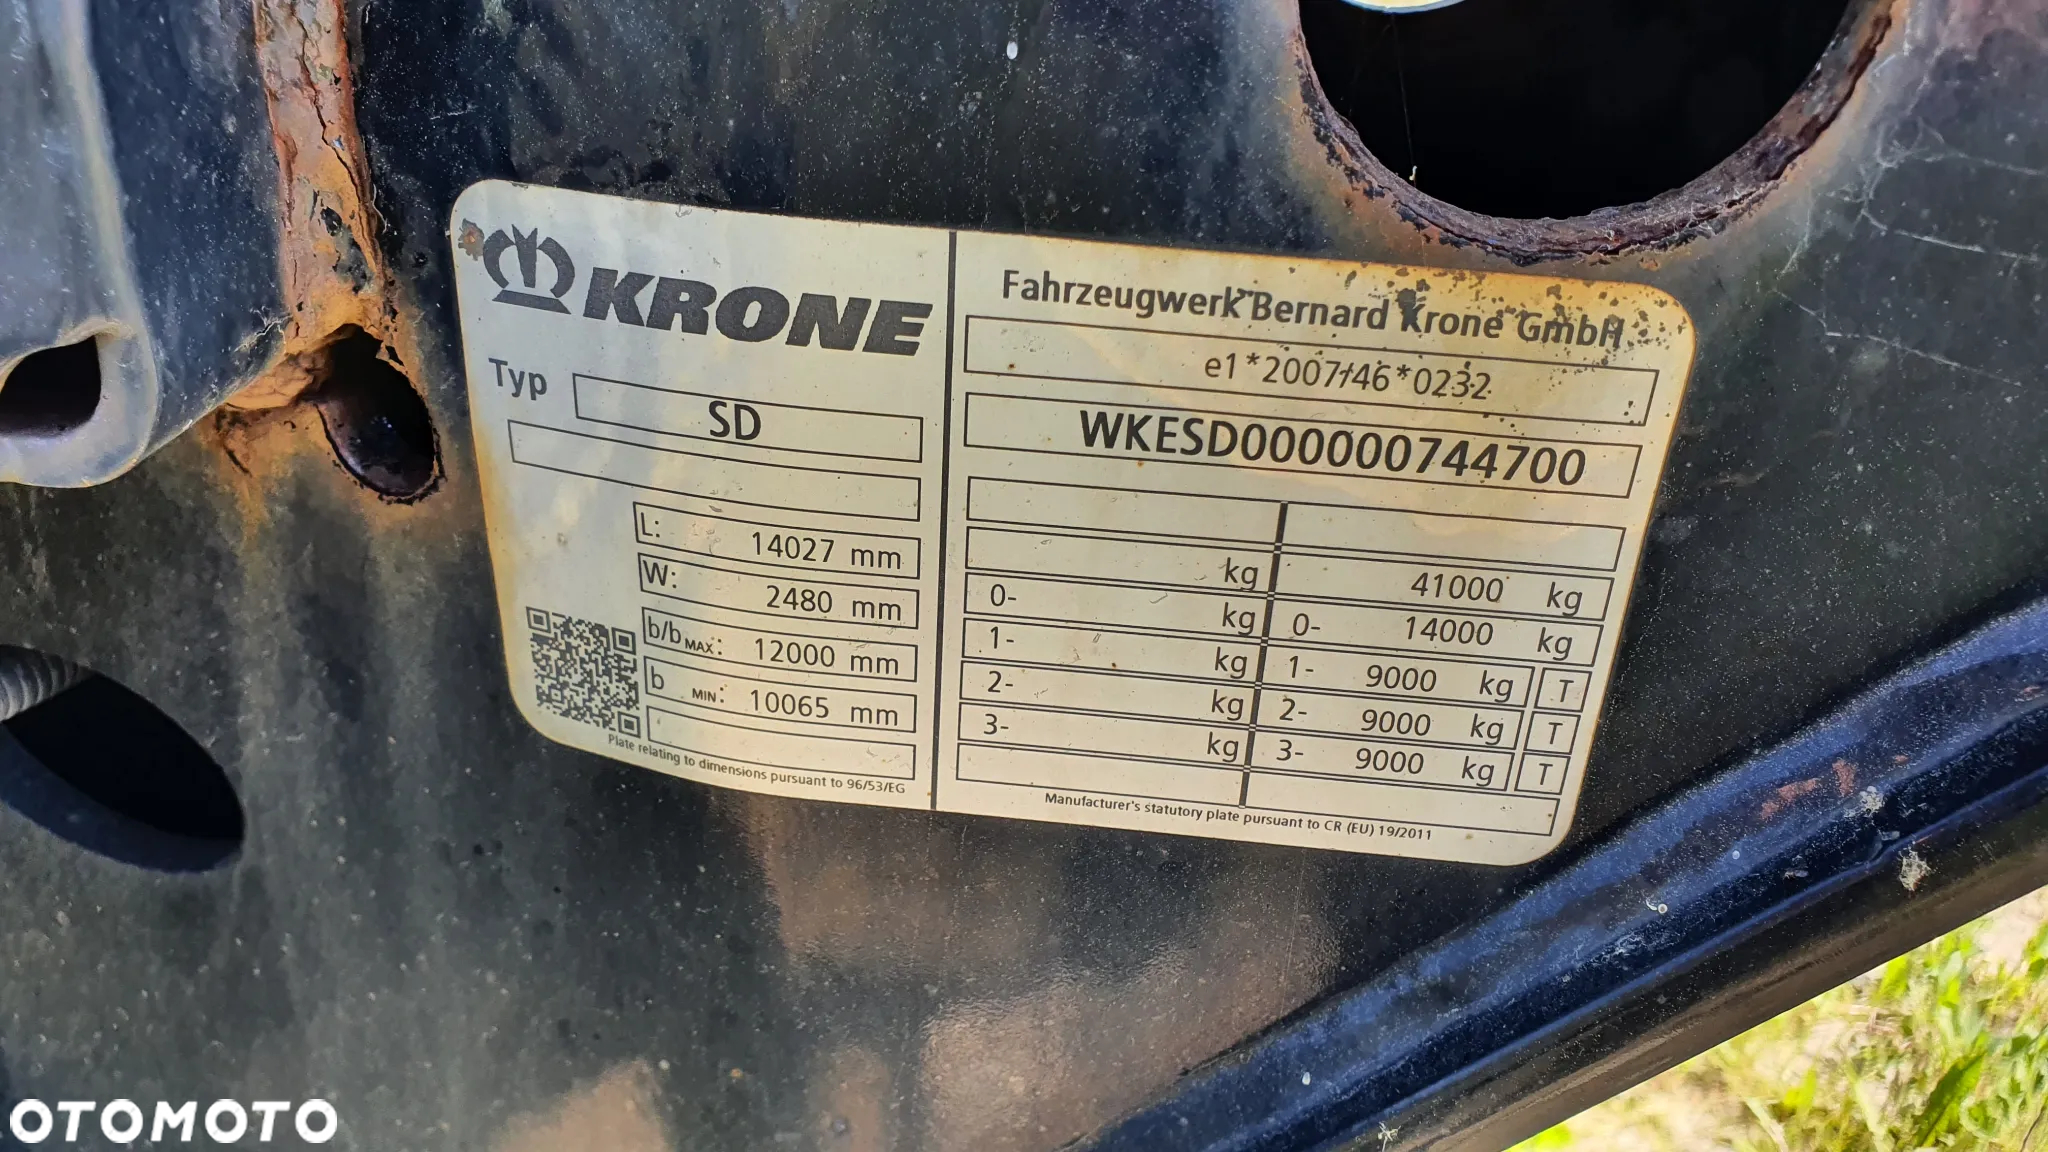 KRONE
Typ SD
L: 14027 mm
W: 2480 mm
b/b MAX: 12000 mm
b MIN: 10065 mm
Plate relating to dimensions pursuant to 96/53/EG
Fahrzeugwerk Bernard Krone GmbH
e1*2007/46*0232
WKESD000000744700
kg 41000 kg
0- kg 0- 14000 kg
1- kg 1- 9000 kg T
2- kg 2- 9000 kg T
3- kg 3- 9000 kg T
Manufacturer's statutory plate pursuant to CR (EU) 19/2011
OTOMOTO